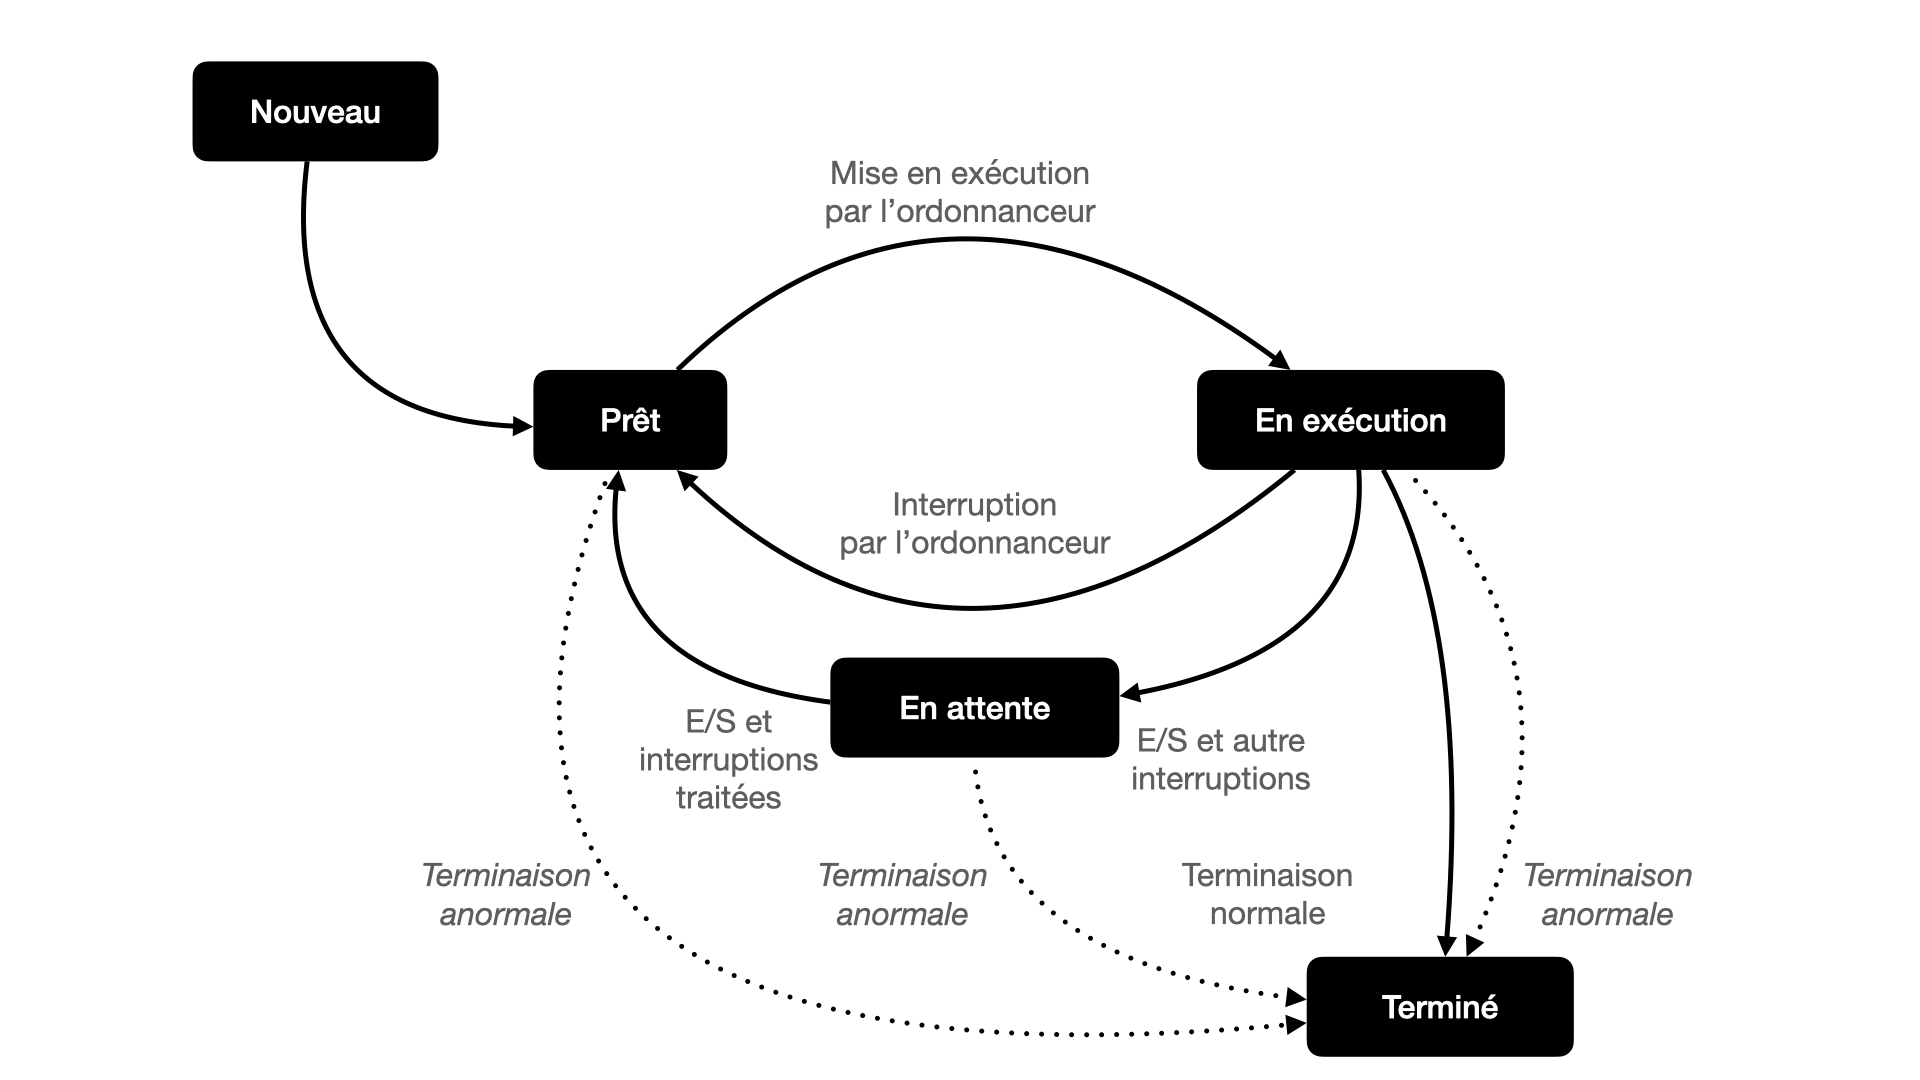 Nouveau
Mise en exécution
par l’ordonnanceur
Prêt
En exécution
Interruption
par l’ordonnanceur
En attente
E/S et
interruptions
traitées
E/S et autre
interruptions
Terminaison
anormale
Terminaison
anormale
Terminaison
normale
Terminaison
anormale
Terminé